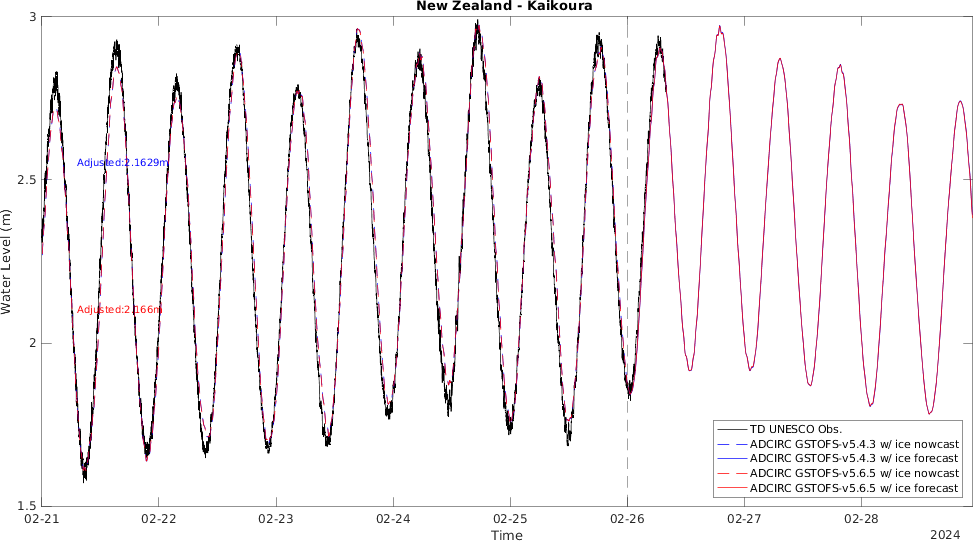 New Zealand - Kaikoura
3
2.5
2
1.5
Water Level (m)
Adjusted:2.1629m
Adjusted:2.166m
TD UNESCO Obs.
ADCIRC GSTOFS-v5.4.3 w/ ice nowcast
ADCIRC GSTOFS-v5.4.3 w/ ice forecast
ADCIRC GSTOFS-v5.6.5 w/ ice nowcast
ADCIRC GSTOFS-v5.6.5 w/ ice forecast
02-21 02-22 02-23 02-24 02-25 02-26 02-27 02-28
Time
2024